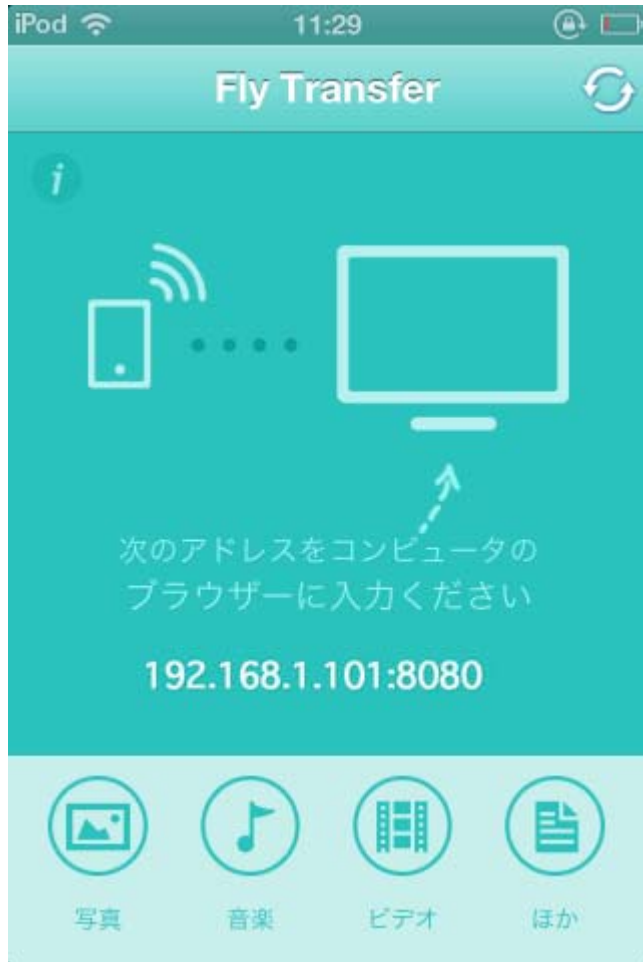 iPod 11:29
Fly Transfer
i
次のアドレスをコンピュータの
ブラウザーに入力ください
192.168.1.101:8080
写真 音楽 ビデオ ほか